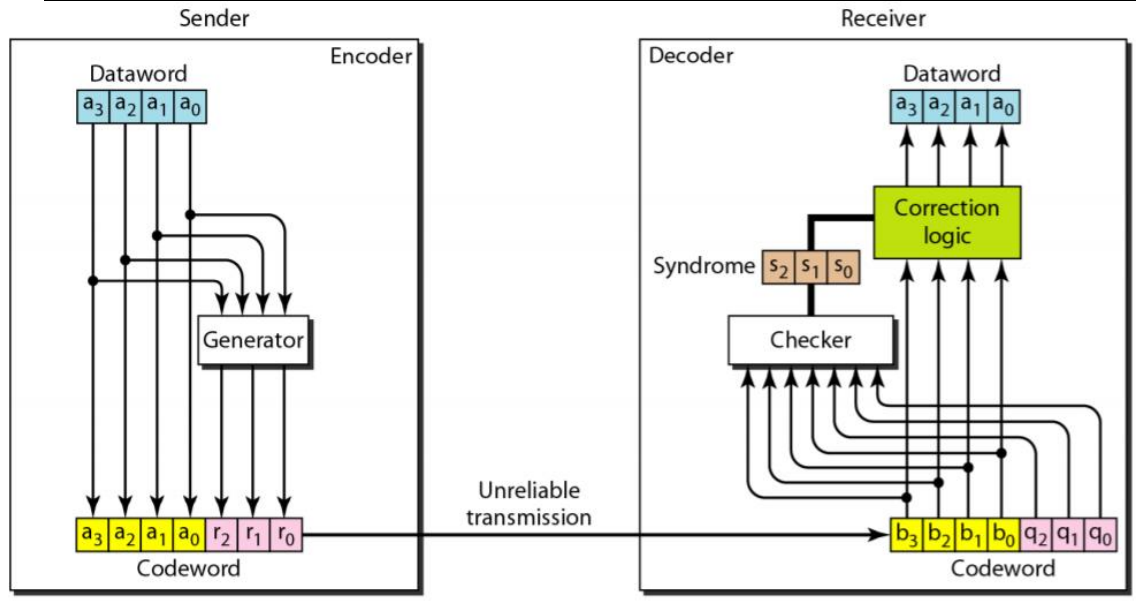 Sender
Receiver
Encoder
Decoder
Dataword
Dataword
a3 a2 a1 a0
a3 a2 a1 a0
Correction
logic
Syndrome
s2 s1 s0
Generator
Checker
Unreliable
transmission
a3 a2 a1 a0 r2 r1 r0
b3 b2 b1 b0 q2 q1 q0
Codeword
Codeword